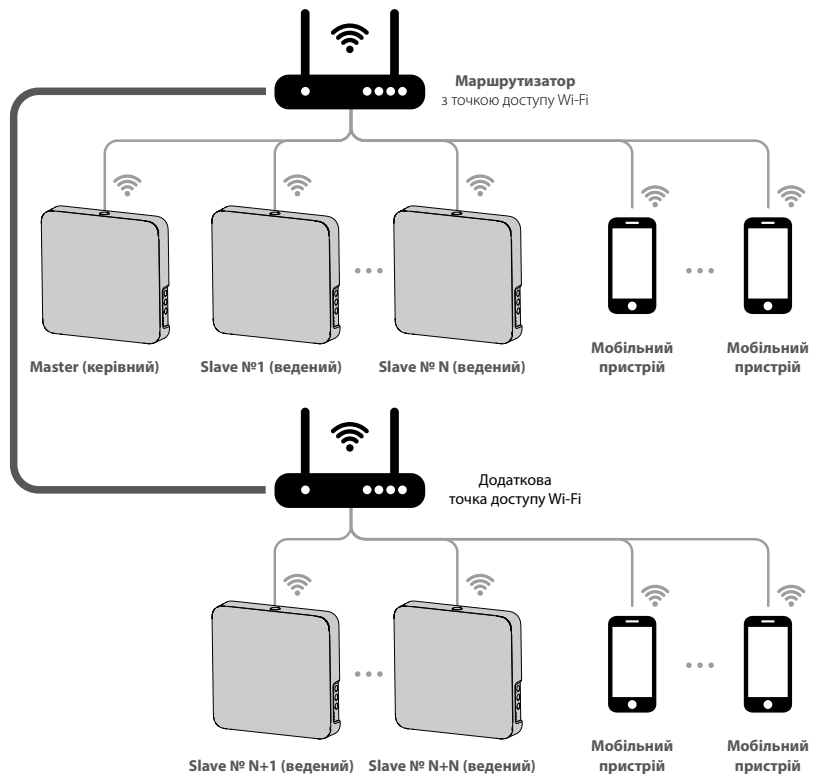 Маршрутизатор
з точкою доступу Wi-Fi
Master (керівний)
Slave №1 (ведений)
Slave № N (ведений)
Мобільний
пристрій
Мобільний
пристрій
Додаткова
точка доступу Wi-Fi
Slave № N+1 (ведений)
Slave № N+N (ведений)
Мобільний
пристрій
Мобільний
пристрій